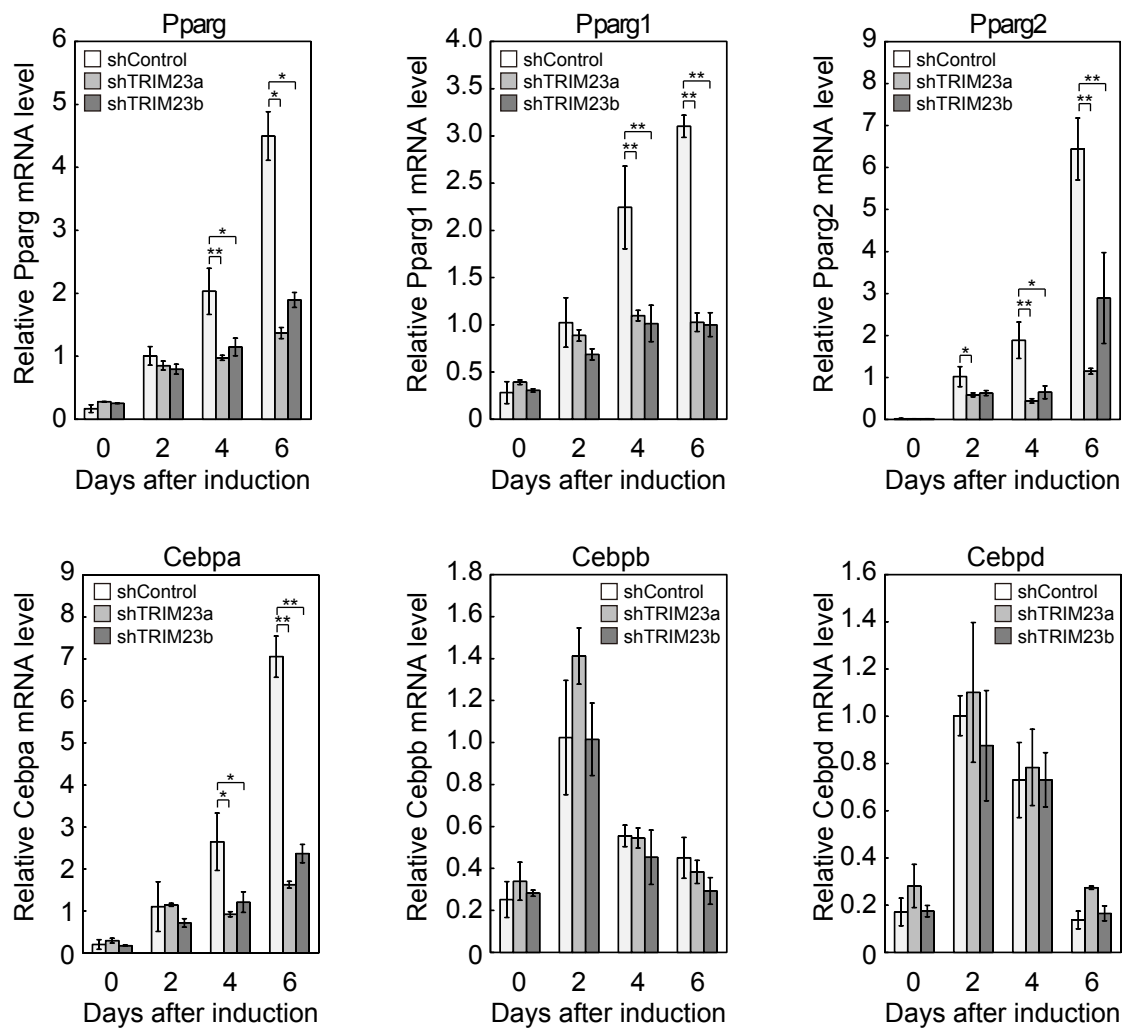 Pparg
Relative Pparg mRNA level
6
5
4
3
2
1
0
shControl
shTRIM23a
shTRIM23b
*
*
*
**
0 2 4 6
Days after induction
Pparg1
Relative Pparg1 mRNA level
4.0
3.5
3.0
2.5
2.0
1.5
1.0
0.5
0
shControl
shTRIM23a
shTRIM23b
**
**
**
**
0 2 4 6
Days after induction
Pparg2
Relative Pparg2 mRNA level
9
8
7
6
5
4
3
2
1
0
shControl
shTRIM23a
shTRIM23b
**
**
*
**
*
0 2 4 6
Days after induction
Cebpa
Relative Cebpa mRNA level
9
8
7
6
5
4
3
2
1
0
shControl
shTRIM23a
shTRIM23b
**
**
*
*
0 2 4 6
Days after induction
Cebpb
Relative Cebpb mRNA level
1.8
1.6
1.4
1.2
1.0
0.8
0.6
0.4
0.2
0
shControl
shTRIM23a
shTRIM23b
0 2 4 6
Days after induction
Cebpd
Relative Cebpd mRNA level
1.6
1.4
1.2
1.0
0.8
0.6
0.4
0.2
0
shControl
shTRIM23a
shTRIM23b
0 2 4 6
Days after induction